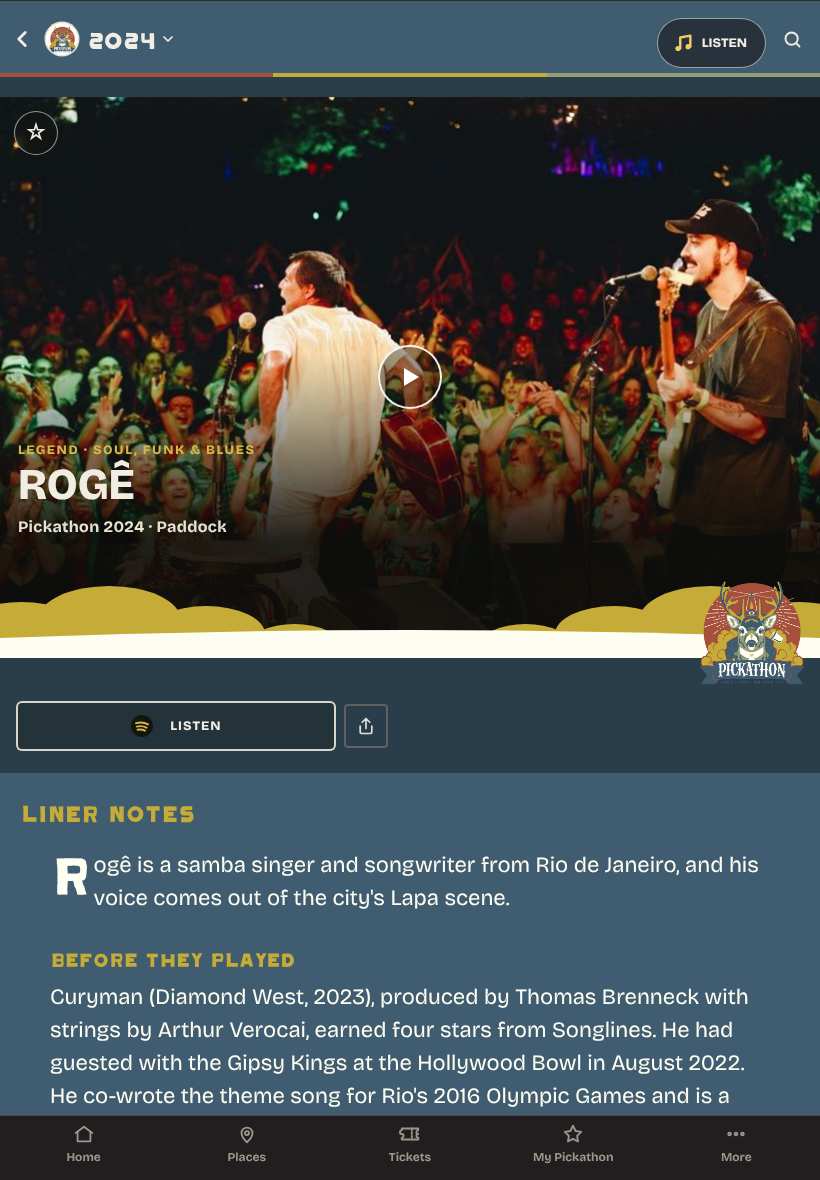 2024
LISTEN
LEGEND · SOUL, FUNK & BLUES
ROGÊ
Pickathon 2024 · Paddock
PICKATHON
LISTEN
LINER NOTES
Rogê is a samba singer and songwriter from Rio de Janeiro, and his
voice comes out of the city's Lapa scene.
BEFORE THEY PLAYED
Curyman (Diamond West, 2023), produced by Thomas Brenneck with
strings by Arthur Verocai, earned four stars from Songlines. He had
guested with the Gipsy Kings at the Hollywood Bowl in August 2022.
He co-wrote the theme song for Rio's 2016 Olympic Games and is a
Home
Places
Tickets
My Pickathon
More